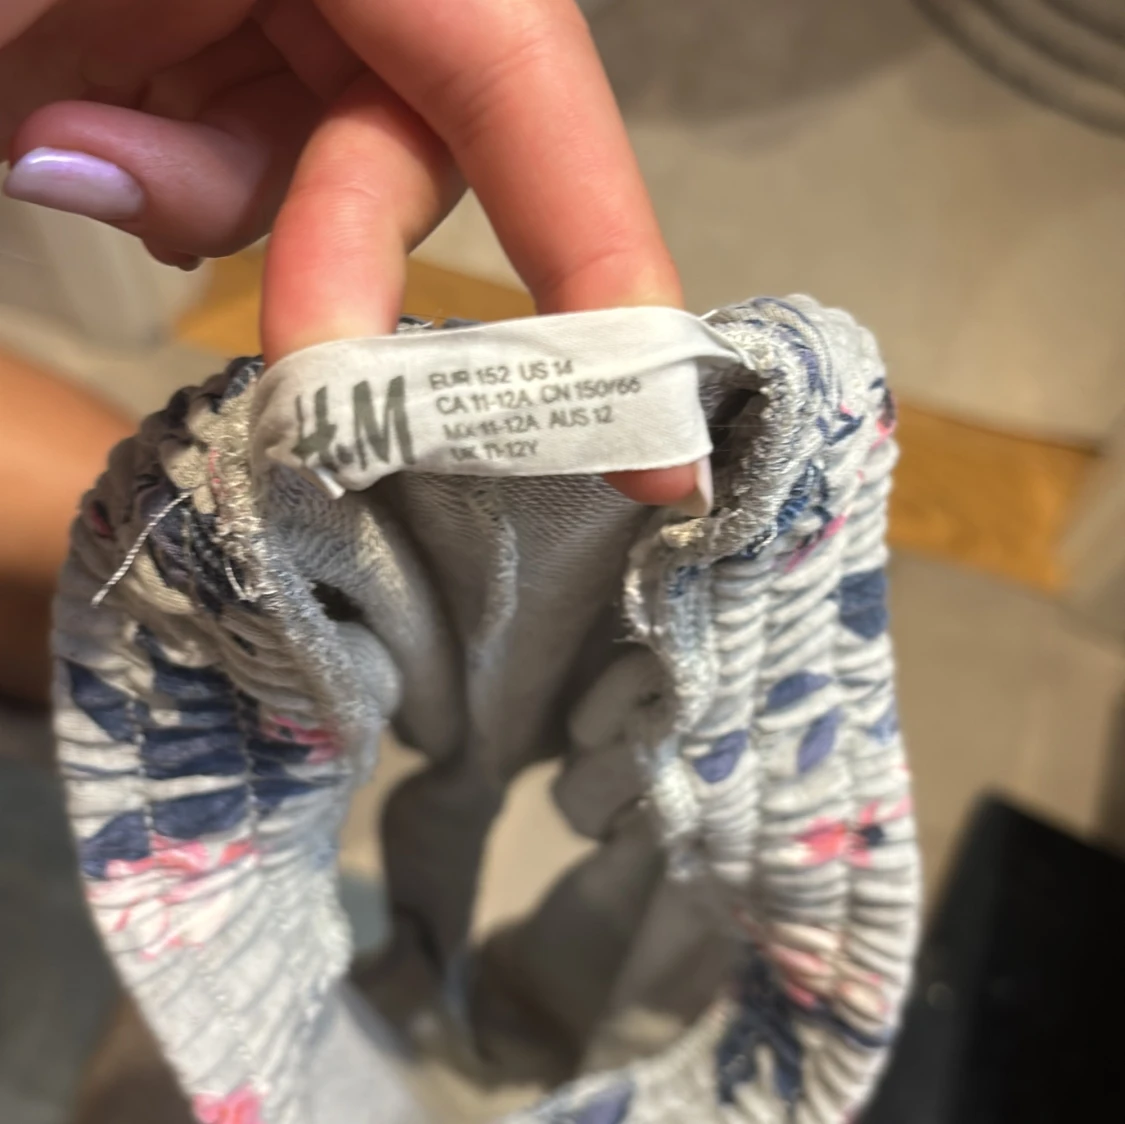 H&M
EUR 152 US 14
CA 11-12A CN 150/66
MX 11-12A AUS 12
UK 11-12Y